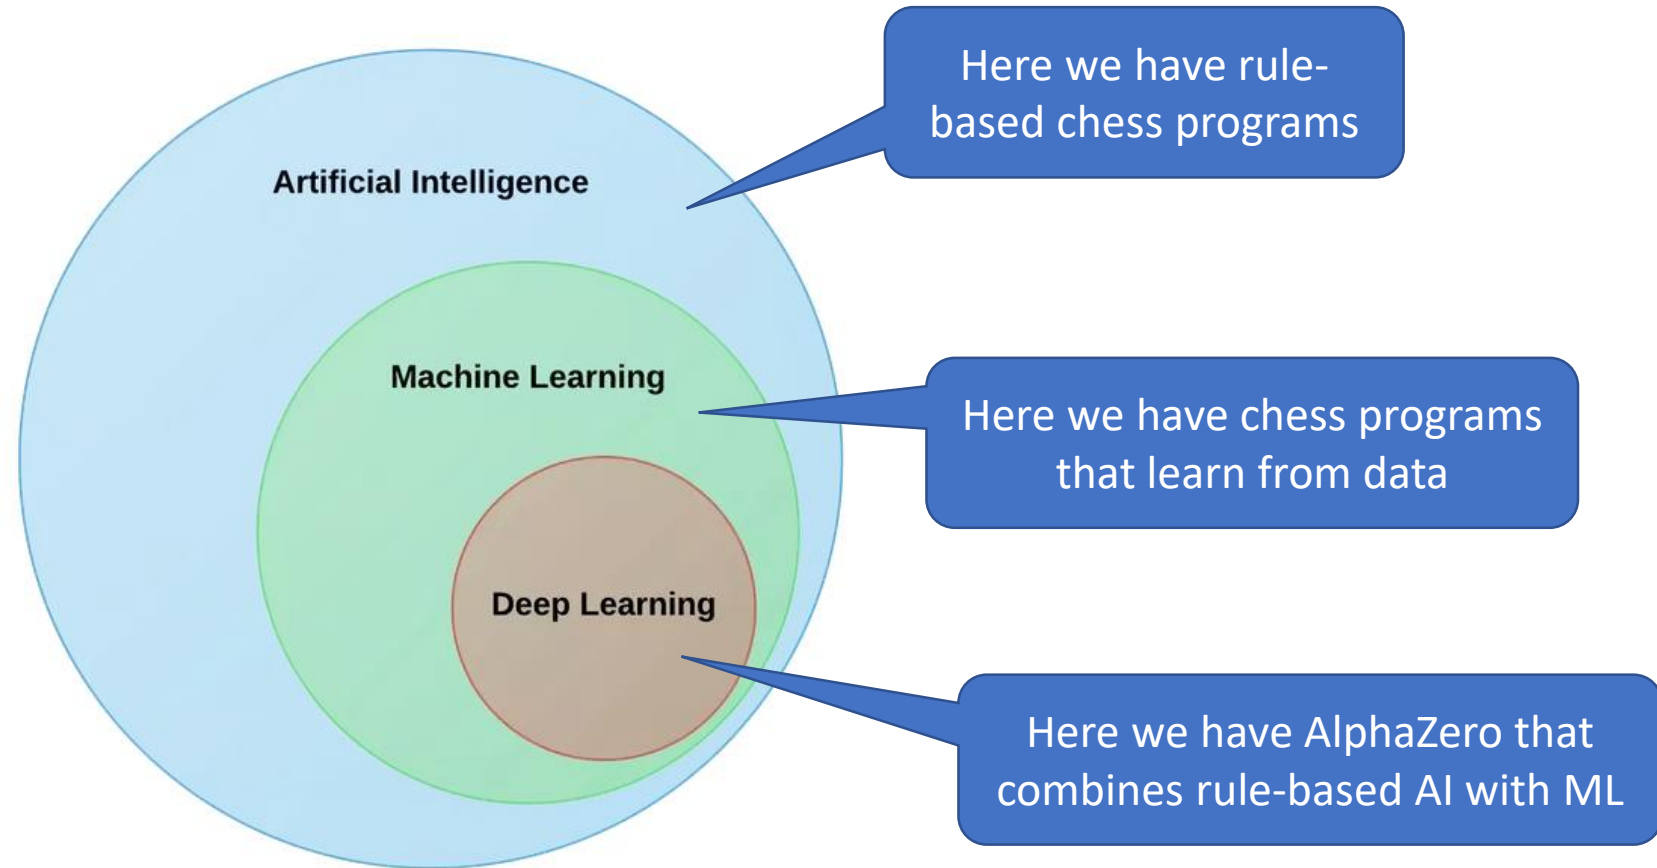 Here we have rule-
based chess programs
Artificial Intelligence
Machine Learning
Here we have chess programs
that learn from data
Deep Learning
Here we have AlphaZero that
combines rule-based AI with ML